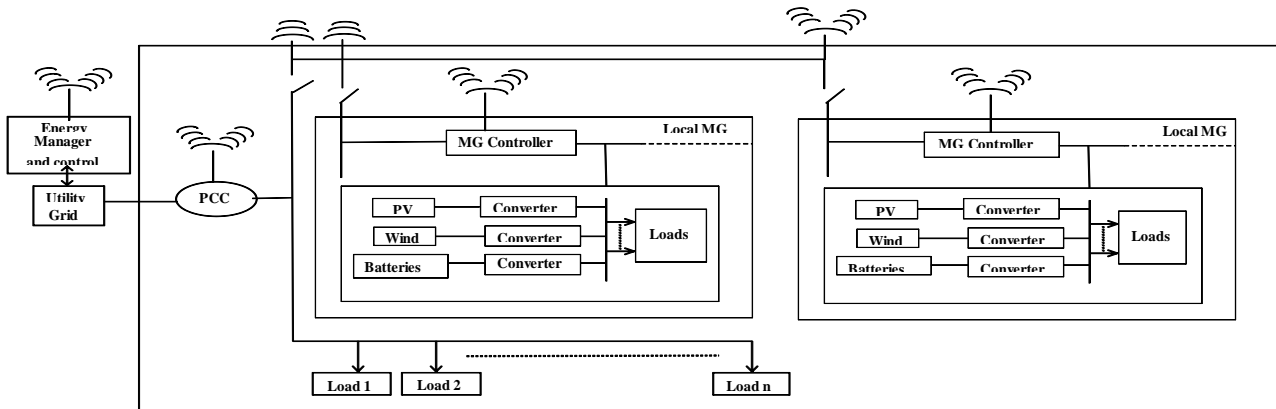 Energy
Manager
and control
Utility
Grid
PCC
Local MG
MG Controller
PV
Converter
Wind
Converter
Batteries
Converter
Loads
Local MG
MG Controller
PV
Converter
Wind
Converter
Batteries
Converter
Loads
Load 1
Load 2
Load n